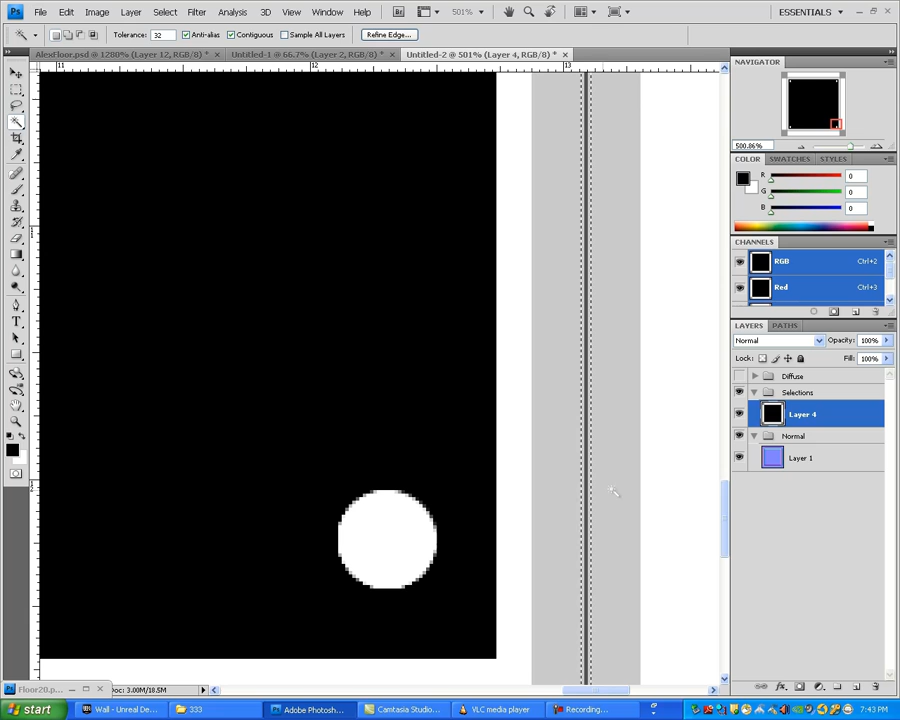 Ps File Edit Image Layer Select Filter Analysis 3D View Window Help Br 501% ESSENTIALS
Tolerance: 32 Anti-alias Contiguous Sample All Layers Refine Edge...
AlexFloor.psd @ 1280% (Layer 12, RGB/8) * × Untitled-1 @ 66.7% (Layer 2, RGB/8) * × Untitled-2 @ 501% (Layer 4, RGB/8) * ×
11 12 13
NAVIGATOR
500.86%
COLOR SWATCHES STYLES
R 0
G 0
B 0
CHANNELS
RGB Ctrl+2
Red Ctrl+3
LAYERS PATHS
Normal Opacity: 100%
Lock: Fill: 100%
Diffuse
Selections
Layer 4
Normal
Layer 1
T
Ps Floor20.p... Doc: 3.00M/18.5M
start Wall - Unreal De... 333 Adobe Photosh... Camtasia Studio... VLC media player Recording... 7:43 PM